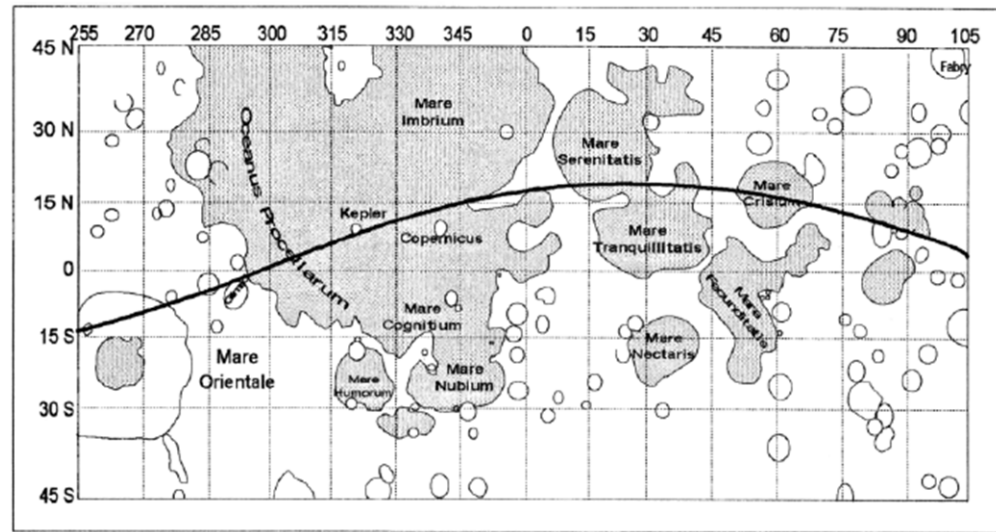 255 270 285 300 315 330 345 0 15 30 45 60 75 90 105
45 N
Fabry
Mare
Imbrium
Oceanus Procellarum
30 N
Mare
Serenitatis
Mare
Crisium
15 N
Kepler
Copernicus
Mare
Tranquillitatis
0
Mare
Cognitium
Mare
Foecunditatis
15 S
Mare
Orientale
Mare
Humorum
Mare
Nubium
Mare
Nectaris
30 S
45 S